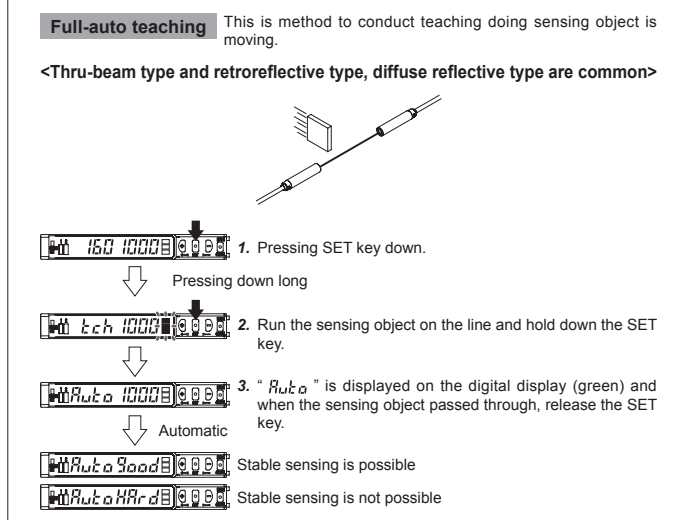 Full-auto teaching This is method to conduct teaching doing sensing object is
moving.
<Thru-beam type and retroreflective type, diffuse reflective type are common>
160 1000
1. Pressing SET key down.
Pressing down long
tch 1000
2. Run the sensing object on the line and hold down the SET
key.
Auto 1000
3. “ Auto ” is displayed on the digital display (green) and
when the sensing object passed through, release the SET
key.
Automatic
Auto good
Stable sensing is possible
Auto HArd
Stable sensing is not possible